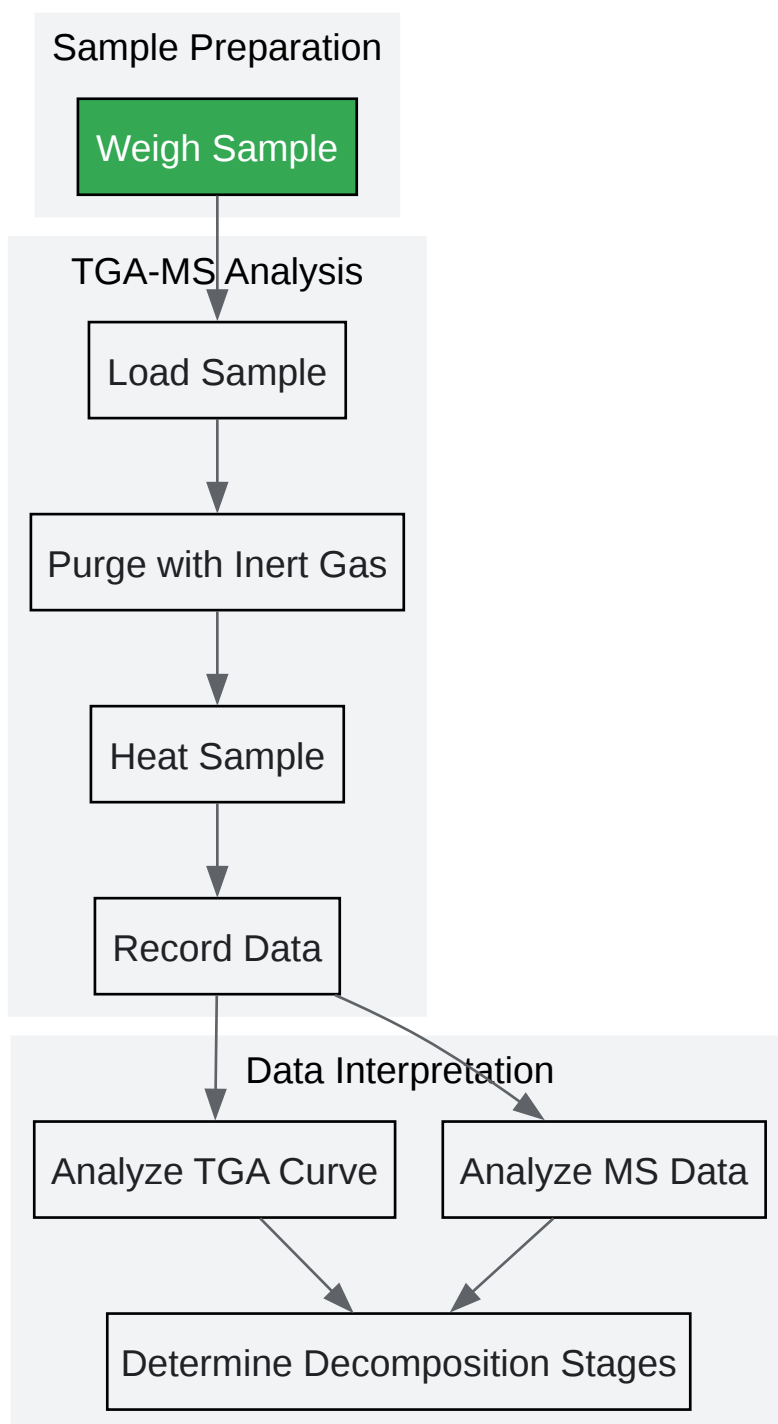 Sample Preparation
Weigh Sample
TGA-MS Analysis
Load Sample
Purge with Inert Gas
Heat Sample
Record Data
Data Interpretation
Analyze TGA Curve
Analyze MS Data
Determine Decomposition Stages